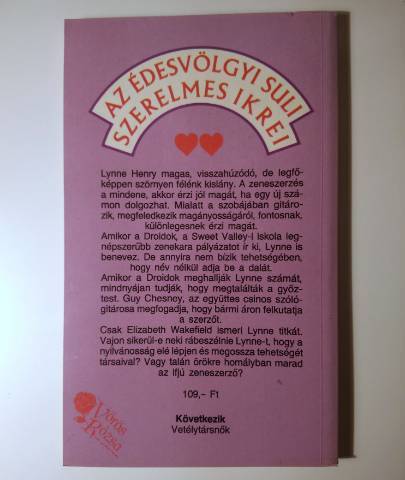 AZ ÉDESVÖLGYI SULI
SZERELMES IKREI
Lynne Henry magas, visszahúzódó, de legfő-
képpen szörnyen félénk kislány. A zeneszerzés
a mindene, akkor érzi jól magát, ha egy új szá-
mon dolgozhat. Mialatt a szobájában gitáro-
zik, megfeledkezik magányosságáról, fontosnak,
különlegesnek érzi magát.
Amikor a Droidok, a Sweet Valley-i iskola leg-
népszerűbb zenekara pályázatot ír ki, Lynne is
benevez. De annyira nem bízik tehetségében,
hogy név nélkül adja be a dalát.
Amikor a Droidok meghallják Lynne számát,
mindnyájan tudják, hogy megtalálták a győz-
test. Guy Chesney, az együttes csinos szóló-
gitárosa megfogadja, hogy bármi áron felkutatja
a szerzőt.
Csak Elizabeth Wakefield ismeri Lynne titkát.
Vajon sikerül-e neki rábeszélnie Lynne-t, hogy a
nyilvánosság elé lépjen és megossza tehetségét
társaival? Vagy talán örökre homályban marad
az ifjú zeneszerző?
109,– Ft
Következik
Vetélytársnők
Vörös
Rózsa